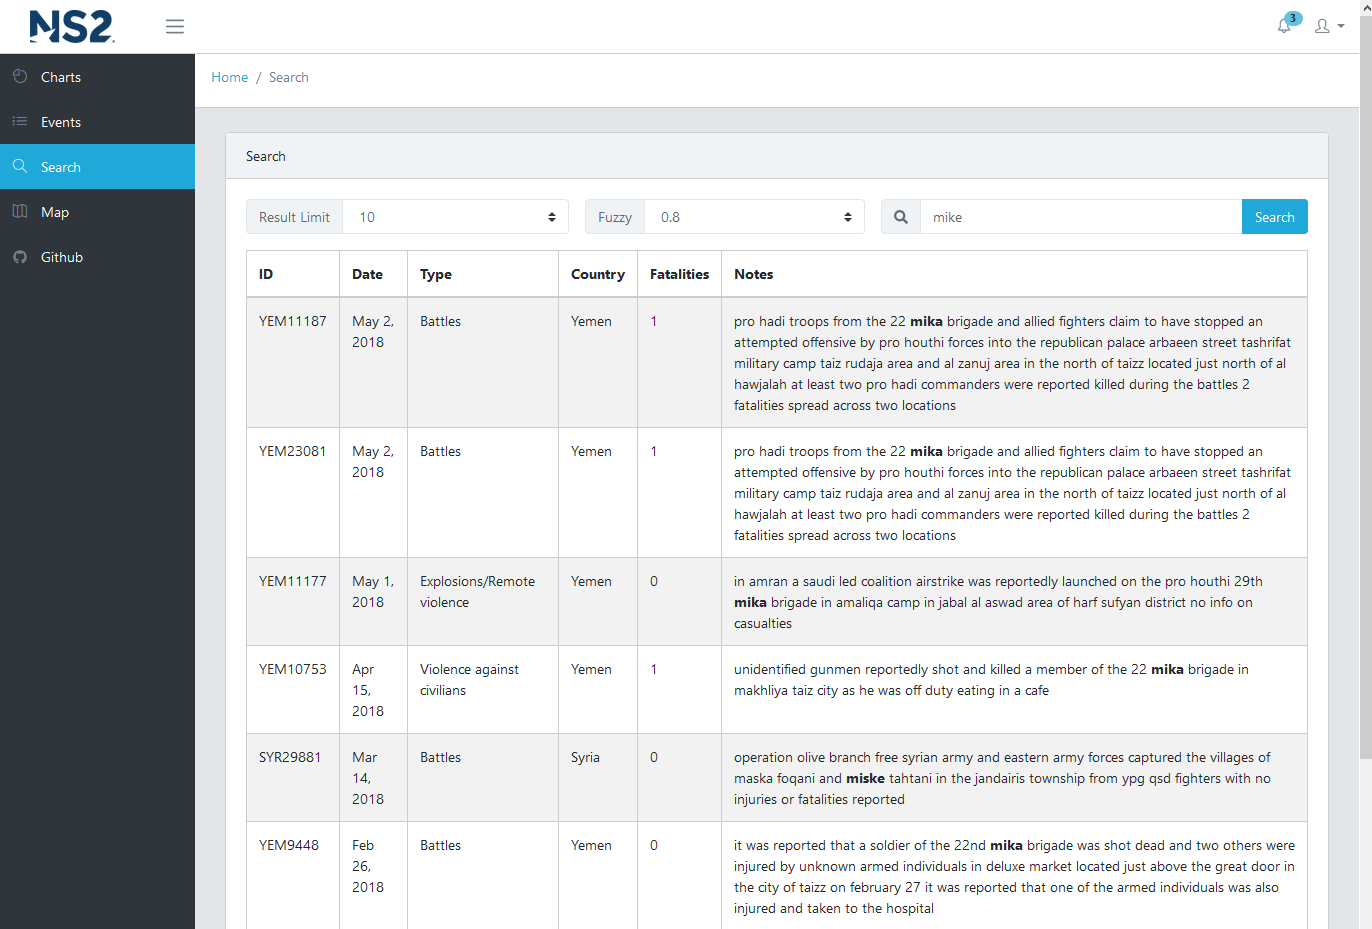 NS2.
3
Charts
Events
Search
Map
Github
Home / Search
Search
Result Limit 10 Fuzzy 0.8 mike Search
ID Date Type Country Fatalities Notes
YEM11187 May 2, Battles Yemen 1 pro hadi troops from the 22 mika brigade and allied fighters claim to have stopped an
2018 attempted offensive by pro houthi forces into the republican palace arbaeen street tashrifat
military camp taiz rudaja area and al zanuj area in the north of taizz located just north of al
hawjalah at least two pro hadi commanders were reported killed during the battles 2
fatalities spread across two locations
YEM23081 May 2, Battles Yemen 1 pro hadi troops from the 22 mika brigade and allied fighters claim to have stopped an
2018 attempted offensive by pro houthi forces into the republican palace arbaeen street tashrifat
military camp taiz rudaja area and al zanuj area in the north of taizz located just north of al
hawjalah at least two pro hadi commanders were reported killed during the battles 2
fatalities spread across two locations
YEM11177 May 1, Explosions/Remote Yemen 0 in amran a saudi led coalition airstrike was reportedly launched on the pro houthi 29th
2018 violence mika brigade in amaliqa camp in jabal al aswad area of harf sufyan district no info on
casualties
YEM10753 Apr Violence against Yemen 1 unidentified gunmen reportedly shot and killed a member of the 22 mika brigade in
15, civilians makhliya taiz city as he was off duty eating in a cafe
2018
SYR29881 Mar Battles Syria 0 operation olive branch free syrian army and eastern army forces captured the villages of
14, maska foqani and miske tahtani in the jandairis township from ypg qsd fighters with no
2018 injuries or fatalities reported
YEM9448 Feb Battles Yemen 0 it was reported that a soldier of the 22nd mika brigade was shot dead and two others were
26, injured by unknown armed individuals in deluxe market located just above the great door in
2018 the city of taizz on february 27 it was reported that one of the armed individuals was also
injured and taken to the hospital